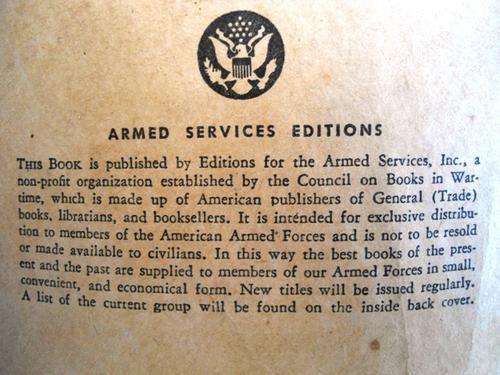 ARMED SERVICES EDITIONS
THIS BOOK is published by Editions for the Armed Services, Inc., a
non-profit organization established by the Council on Books in War-
time, which is made up of American publishers of General (Trade)
books, librarians, and booksellers. It is intended for exclusive distribu-
tion to members of the American Armed Forces and is not to be resold
or made available to civilians. In this way the best books of the pres-
ent and the past are supplied to members of our Armed Forces in small,
convenient, and economical form. New titles will be issued regularly.
A list of the current group will be found on the inside back cover.